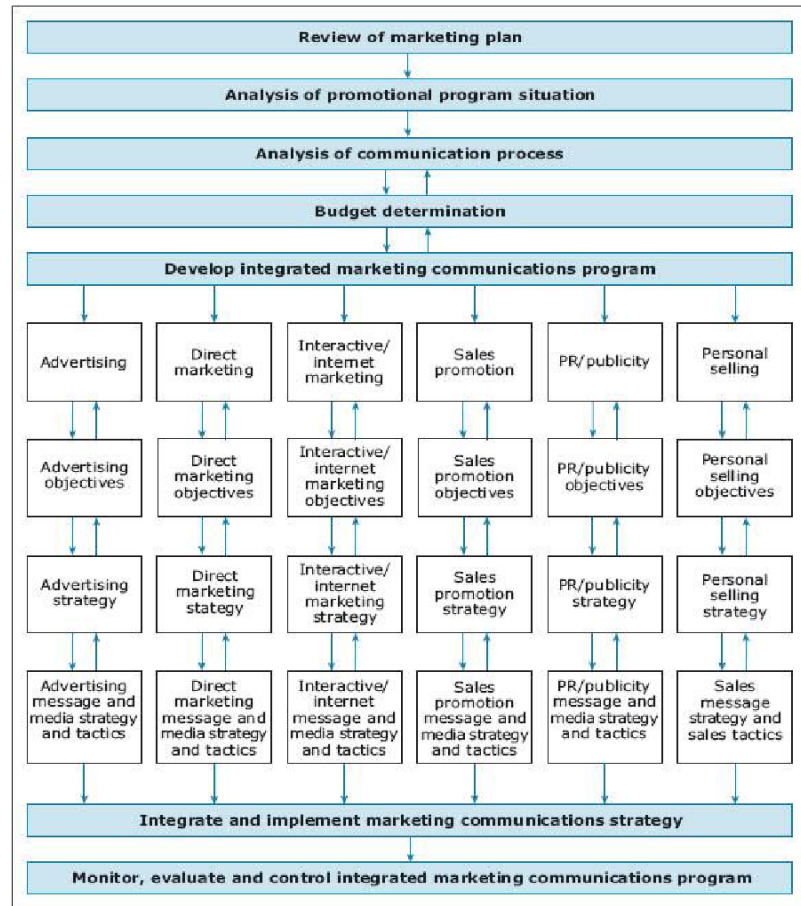 Review of marketing plan
Analysis of promotional program situation
Analysis of communication process
Budget determination
Develop integrated marketing communications program
Advertising
Direct
marketing
Interactive/
internet
marketing
Sales
promotion
PR/publicity
Personal
selling
Advertising
objectives
Direct
marketing
objectives
Interactive/
internet
marketing
objectives
Sales
promotion
objectives
PR/publicity
objectives
Personal
selling
objectives
Advertising
strategy
Direct
marketing
stategy
Interactive/
internet
marketing
strategy
Sales
promotion
strategy
PR/publicity
strategy
Personal
selling
strategy
Advertising
message and
media strategy
and tactics
Direct
marketing
message and
media strategy
and tactics
Interactive/
internet
message and
media strategy
and tactics
Sales
promotion
message and
media strategy
and tactics
PR/publicity
message and
media strategy
and tactics
Sales
message
strategy and
sales tactics
Integrate and implement marketing communications strategy
Monitor, evaluate and control integrated marketing communications program